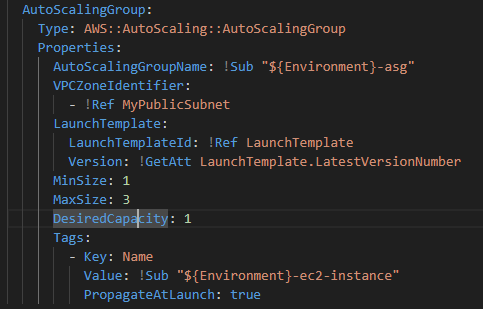 AutoScalingGroup:
  Type: AWS::AutoScaling::AutoScalingGroup
  Properties:
    AutoScalingGroupName: !Sub "${Environment}-asg"
    VPCZoneIdentifier:
      - !Ref MyPublicSubnet
    LaunchTemplate:
      LaunchTemplateId: !Ref LaunchTemplate
      Version: !GetAtt LaunchTemplate.LatestVersionNumber
    MinSize: 1
    MaxSize: 3
    DesiredCapacity: 1
    Tags:
      - Key: Name
        Value: !Sub "${Environment}-ec2-instance"
        PropagateAtLaunch: true